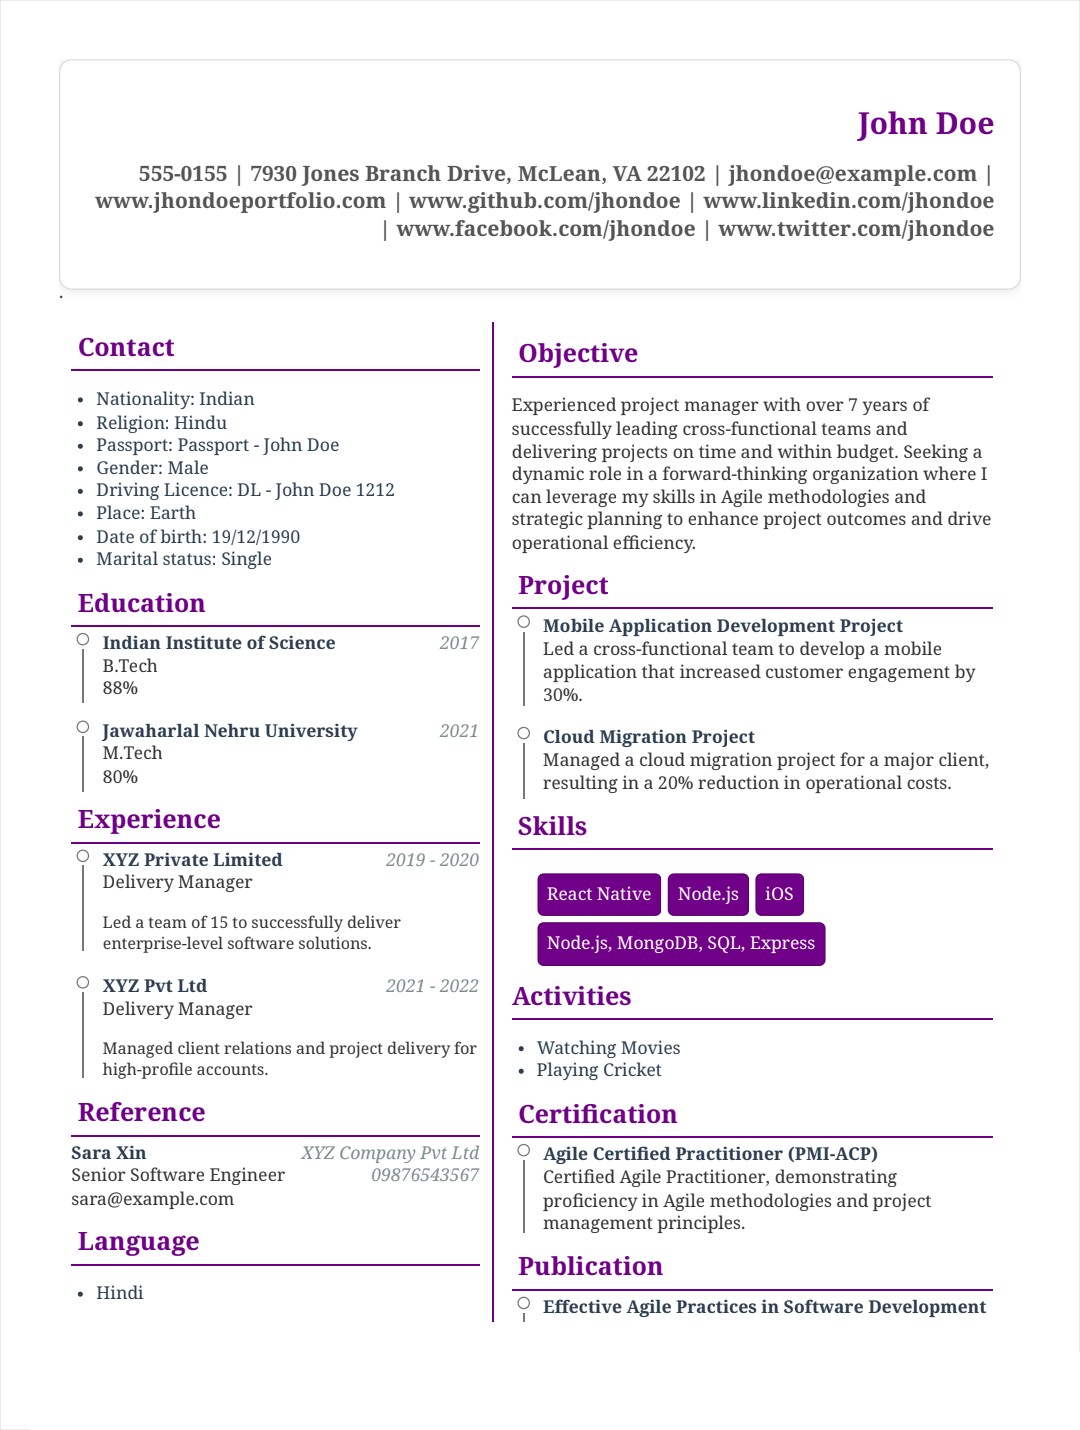 John Doe
555-0155 | 7930 Jones Branch Drive, McLean, VA 22102 | jhondoe@example.com |
www.jhondoeportfolio.com | www.github.com/jhondoe | www.linkedin.com/jhondoe
| www.facebook.com/jhondoe | www.twitter.com/jhondoe
.
Contact
• Nationality: Indian
• Religion: Hindu
• Passport: Passport - John Doe
• Gender: Male
• Driving Licence: DL - John Doe 1212
• Place: Earth
• Date of birth: 19/12/1990
• Marital status: Single
Education
Indian Institute of Science 2017
B.Tech
88%
Jawaharlal Nehru University 2021
M.Tech
80%
Experience
XYZ Private Limited 2019 - 2020
Delivery Manager
Led a team of 15 to successfully deliver
enterprise-level software solutions.
XYZ Pvt Ltd 2021 - 2022
Delivery Manager
Managed client relations and project delivery for
high-profile accounts.
Reference
Sara Xin XYZ Company Pvt Ltd
Senior Software Engineer 09876543567
sara@example.com
Language
• Hindi
Objective
Experienced project manager with over 7 years of
successfully leading cross-functional teams and
delivering projects on time and within budget. Seeking a
dynamic role in a forward-thinking organization where I
can leverage my skills in Agile methodologies and
strategic planning to enhance project outcomes and drive
operational efficiency.
Project
Mobile Application Development Project
Led a cross-functional team to develop a mobile
application that increased customer engagement by
30%.
Cloud Migration Project
Managed a cloud migration project for a major client,
resulting in a 20% reduction in operational costs.
Skills
React Native Node.js iOS
Node.js, MongoDB, SQL, Express
Activities
• Watching Movies
• Playing Cricket
Certification
Agile Certified Practitioner (PMI-ACP)
Certified Agile Practitioner, demonstrating
proficiency in Agile methodologies and project
management principles.
Publication
Effective Agile Practices in Software Development